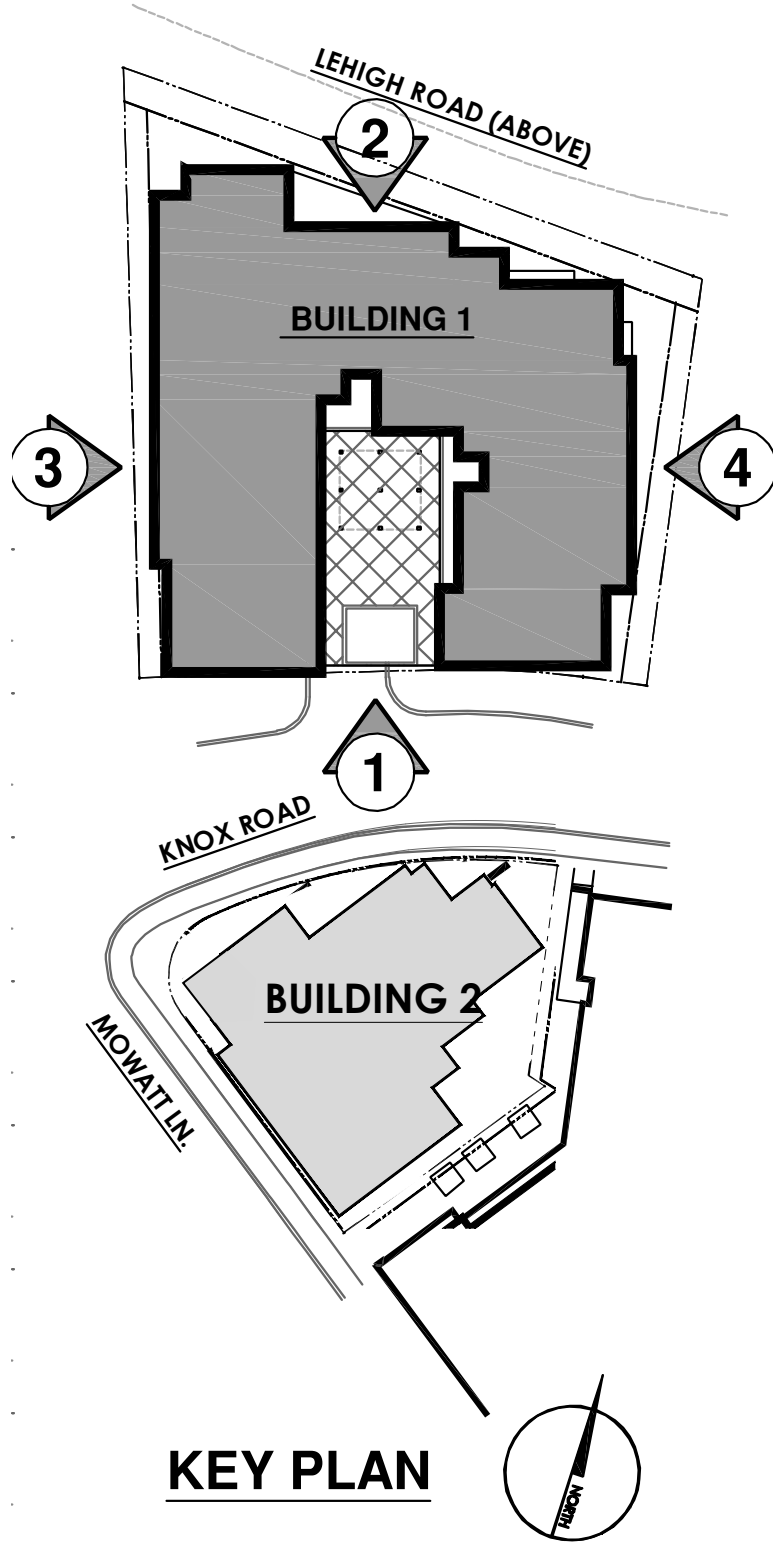 LEHIGH ROAD (ABOVE)
2
BUILDING 1
3
4
1
KNOX ROAD
BUILDING 2
MOWATT LN.
KEY PLAN
NORTH